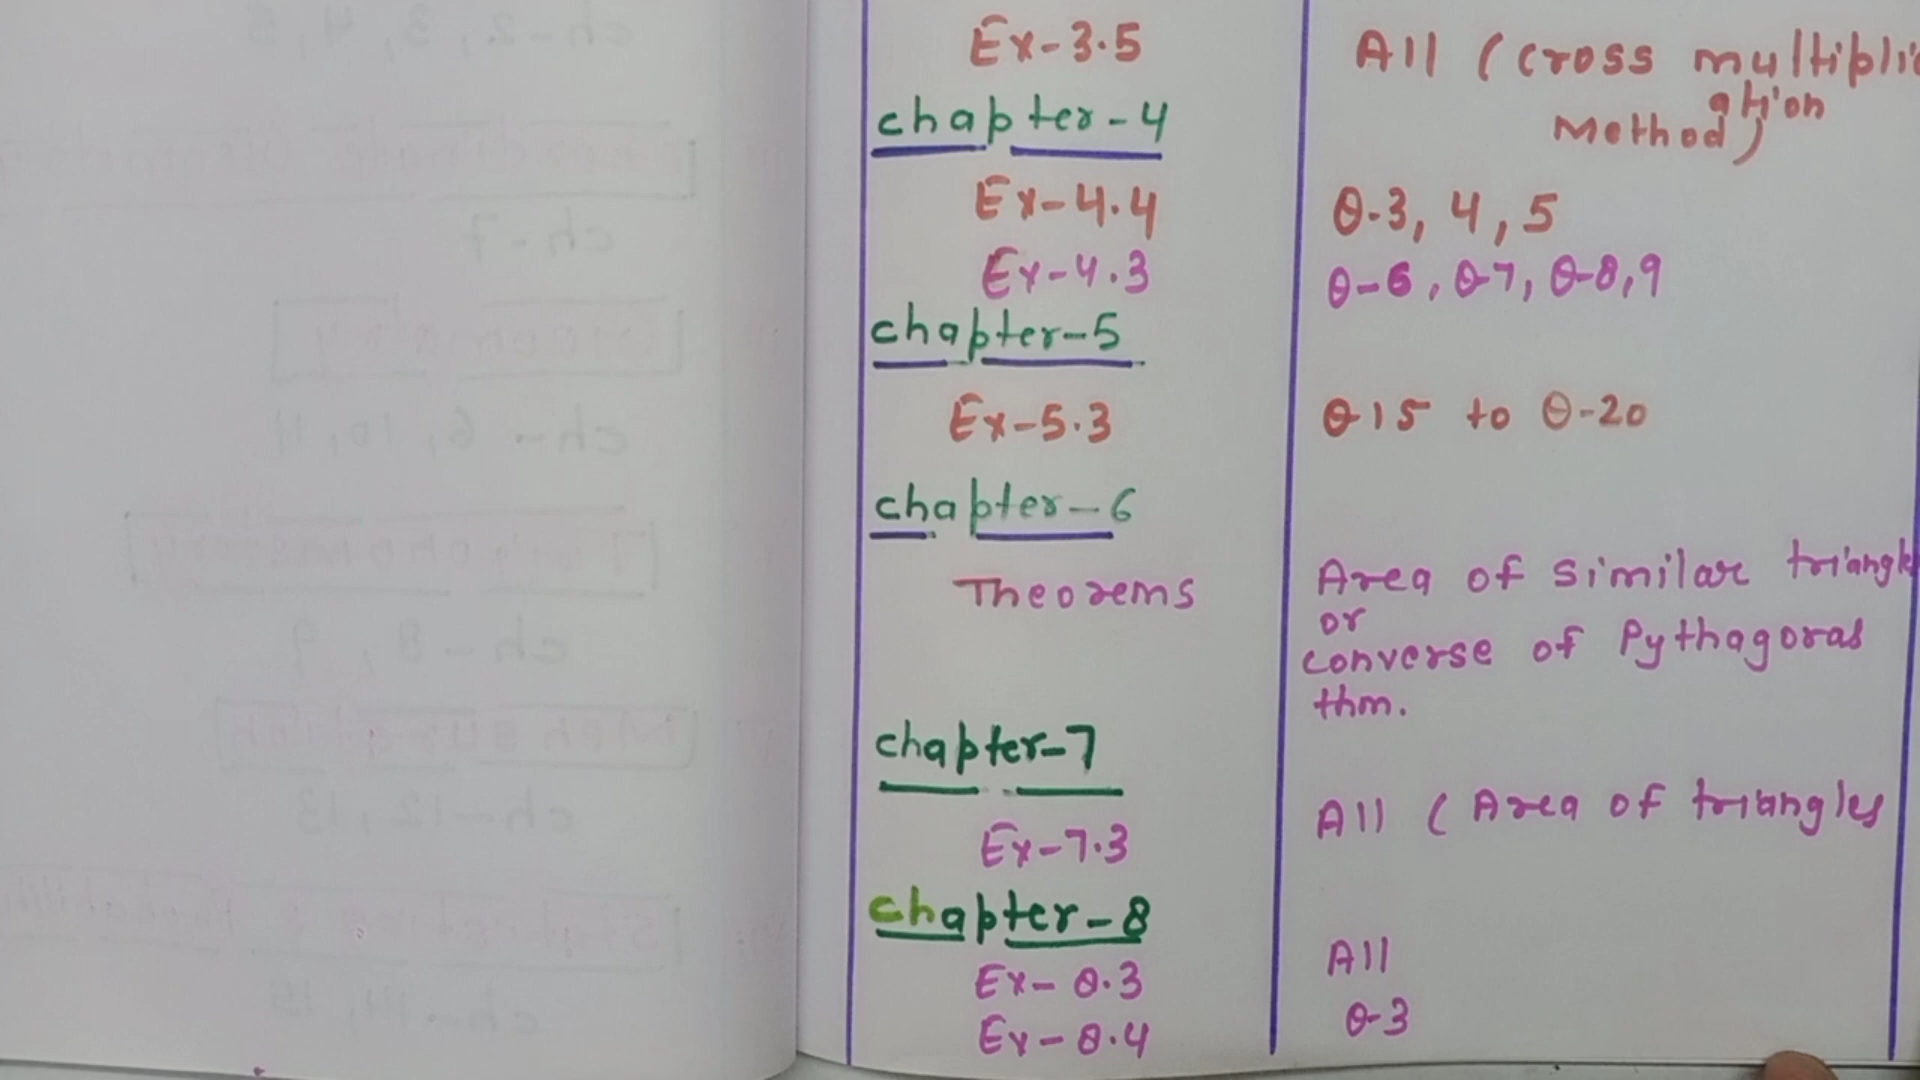 Ex-3.5 All (cross multiplic
ation
Method)
chapter-4
Ex-4.4 Q-3, 4, 5
Ex-4.3 Q-6, Q-7, Q-8, 9
chapter-5
Ex-5.3 Q15 to Q-20
chapter-6
Theorems Area of similar triangle
or
converse of Pythagoras
thm.
chapter-7
Ex-7.3 All (Area of triangles
chapter-8
Ex-8.3 All
Ex-8.4 Q-3